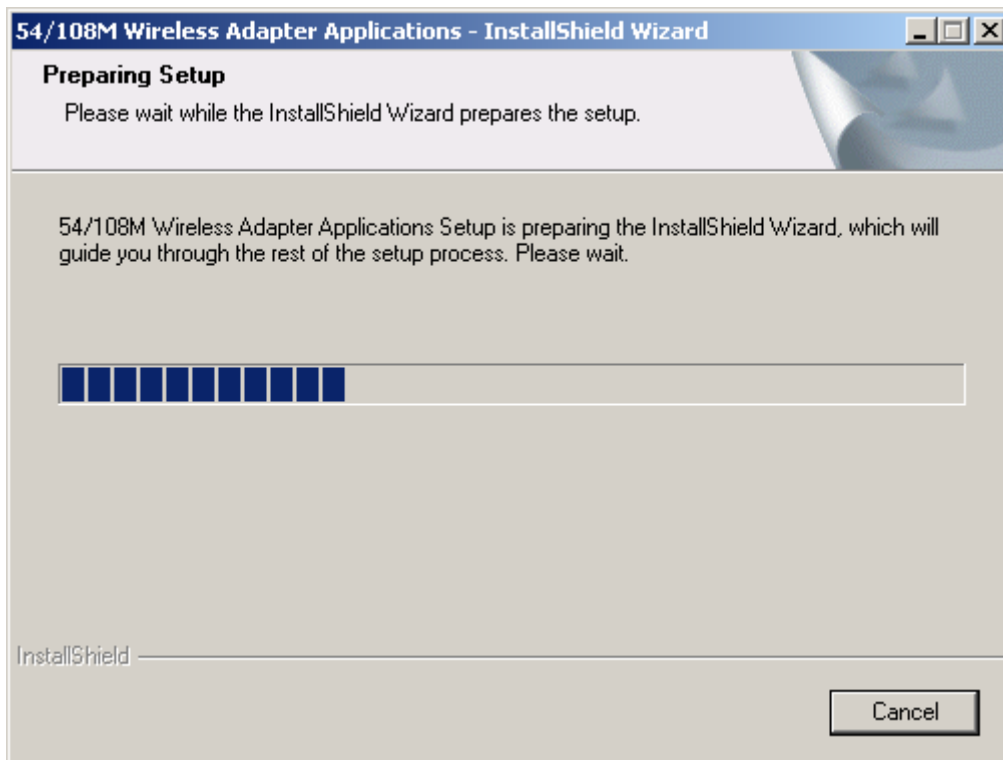 54/108M Wireless Adapter Applications - InstallShield Wizard
Preparing Setup
Please wait while the InstallShield Wizard prepares the setup.
54/108M Wireless Adapter Applications Setup is preparing the InstallShield Wizard, which will
guide you through the rest of the setup process. Please wait.
InstallShield
Cancel